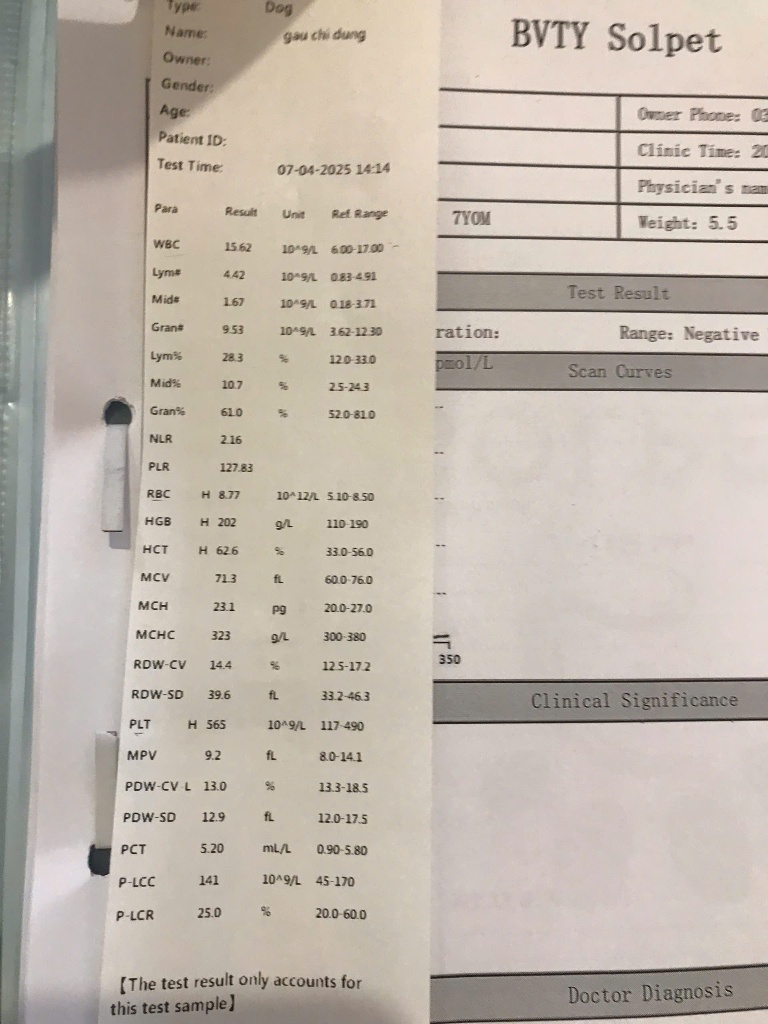 Type: Dog
Name: gau chi dung
Owner:
Gender:
Age:
Patient ID:
Test Time: 07-04-2025 14:14
Para Result Unit Ref. Range
WBC 15.62 10^9/L 6.00-17.00
Lym# 4.42 10^9/L 0.83-4.91
Mid# 1.67 10^9/L 0.18-3.71
Gran# 9.53 10^9/L 3.62-12.30
Lym% 28.3 % 12.0-33.0
Mid% 10.7 % 2.5-24.3
Gran% 61.0 % 52.0-81.0
NLR 2.16
PLR 127.83
RBC H 8.77 10^12/L 5.10-8.50
HGB H 202 g/L 110-190
HCT H 62.6 % 33.0-56.0
MCV 71.3 fL 60.0-76.0
MCH 23.1 pg 20.0-27.0
MCHC 323 g/L 300-380
RDW-CV 14.4 % 12.5-17.2
RDW-SD 39.6 fL 33.2-46.3
PLT H 565 10^9/L 117-490
MPV 9.2 fL 8.0-14.1
PDW-CV L 13.0 % 13.3-18.5
PDW-SD 12.9 fL 12.0-17.5
PCT 5.20 mL/L 0.90-5.80
P-LCC 141 10^9/L 45-170
P-LCR 25.0 % 20.0-60.0
【The test result only accounts for
this test sample】
BVTY Solpet
Owner Phone: 03
Clinic Time: 20
Physician's nam
7YOM Weight: 5.5
Test Result
ration: Range: Negative
pmol/L
Scan Curves
350
Clinical Significance
Doctor Diagnosis